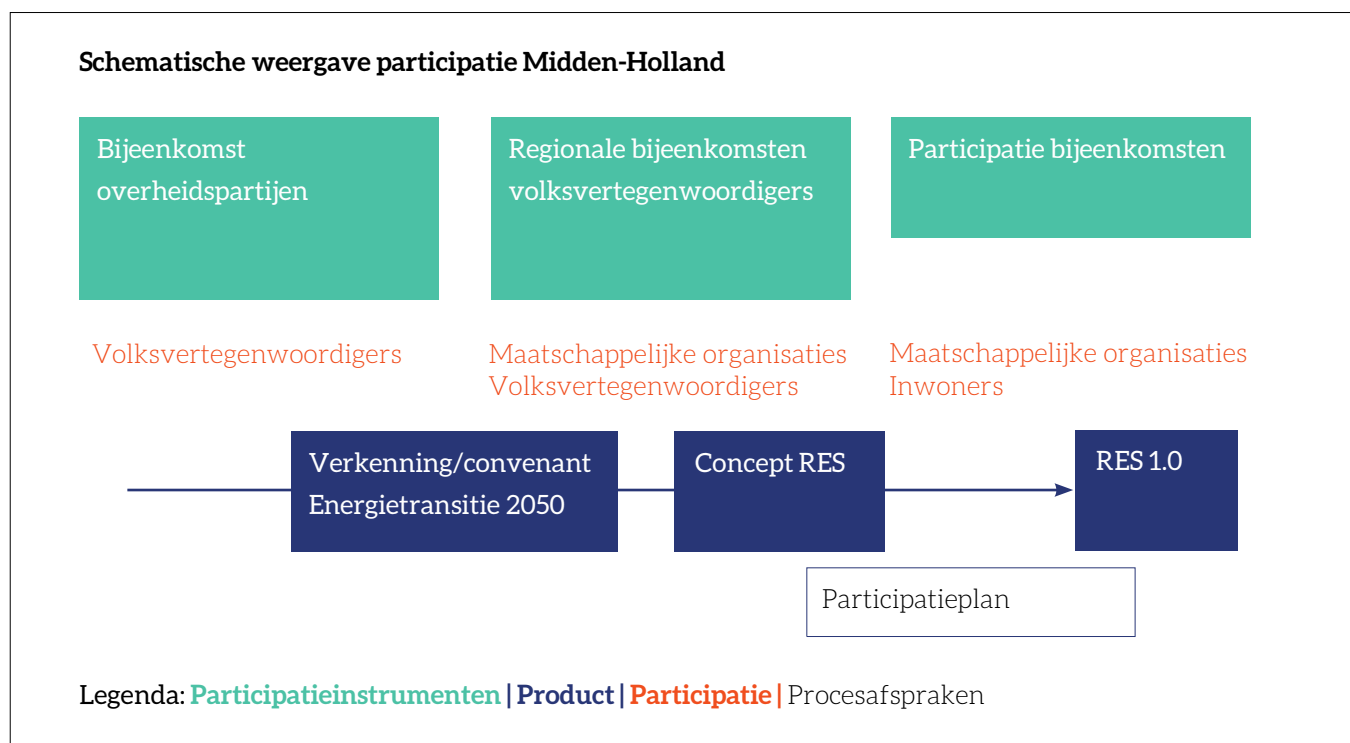 Schematische weergave participatie Midden-Holland
Bijeenkomst
overheidspartijen
Regionale bijeenkomsten
volksvertegenwoordigers
Participatie bijeenkomsten
Volksvertegenwoordigers
Maatschappelijke organisaties
Volksvertegenwoordigers
Maatschappelijke organisaties
Inwoners
Verkenning/convenant
Energietransitie 2050
Concept RES
RES 1.0
Participatieplan
Legenda: Participatieinstrumenten | Product | Participatie | Procesafspraken